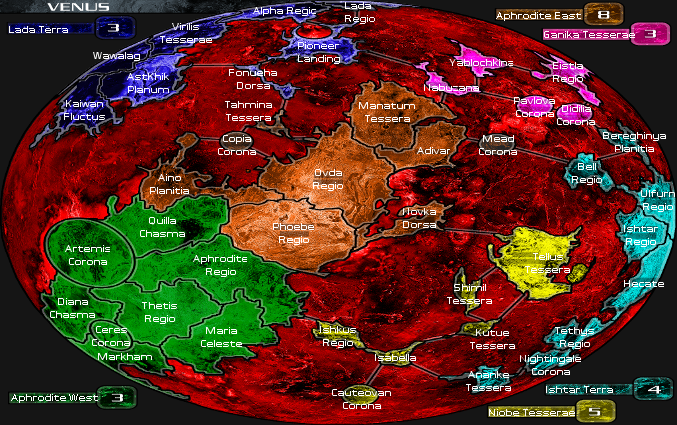 VENUS
Lada Terra 3
Alpha Regio
Lada
Regio
Aphrodite East 8
Ganika Tesserae 3
Virilis
Tesserae
Pioneer
Landing
Wawalag
AstKhik
Planum
Fonueha
Dorsa
Yablochkina
Eistla
Regio
Nabuzana
Kaiwan
Fluctus
Tahmina
Tessera
Manatum
Tessera
Pavlova
Corona
Didilia
Corona
Copia
Corona
Adivar
Mead
Corona
Bereghinya
Planitia
Bell
Regio
Aino
Planitia
Ovda
Regio
Ulfurn
Regio
Quilla
Chasma
Phoebe
Regio
Novka
Dorsa
Ishtar
Regio
Artemis
Corona
Aphrodite
Regio
Tellus
Tessera
Hecate
Shimil
Tessera
Diana
Chasma
Thetis
Regio
Ceres
Corona
Maria
Celeste
Markham
Ishkus
Regio
Kutue
Tessera
Tethys
Regio
Isabella
Nightingale
Corona
Ananke
Tessera
Cauteovan
Corona
Aphrodite West 3
Ishtar Terra 4
Niobe Tesserae 5